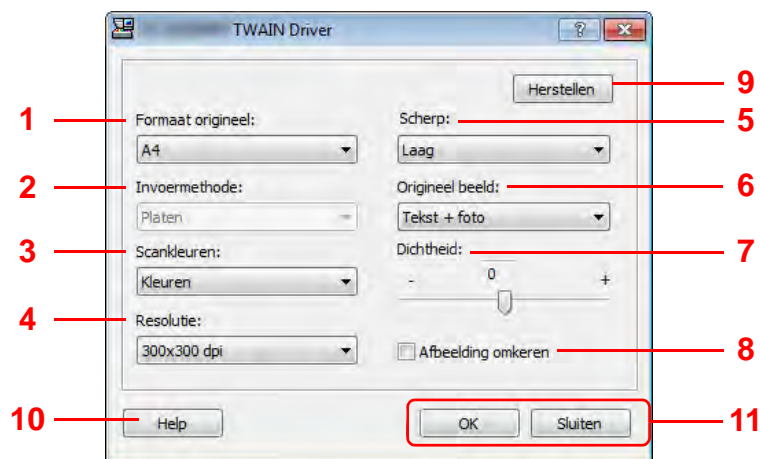 TWAIN Driver
?
Herstellen
9
1
Formaat origineel:
A4
Scherp:
5
Laag
2
Invoermethode:
Platen
Origineel beeld:
6
Tekst + foto
3
Scankleuren:
Kleuren
Dichtheid:
7
- 0 +
4
Resolutie:
300x300 dpi
Afbeelding omkeren
8
10
Help
OK
Sluiten
11